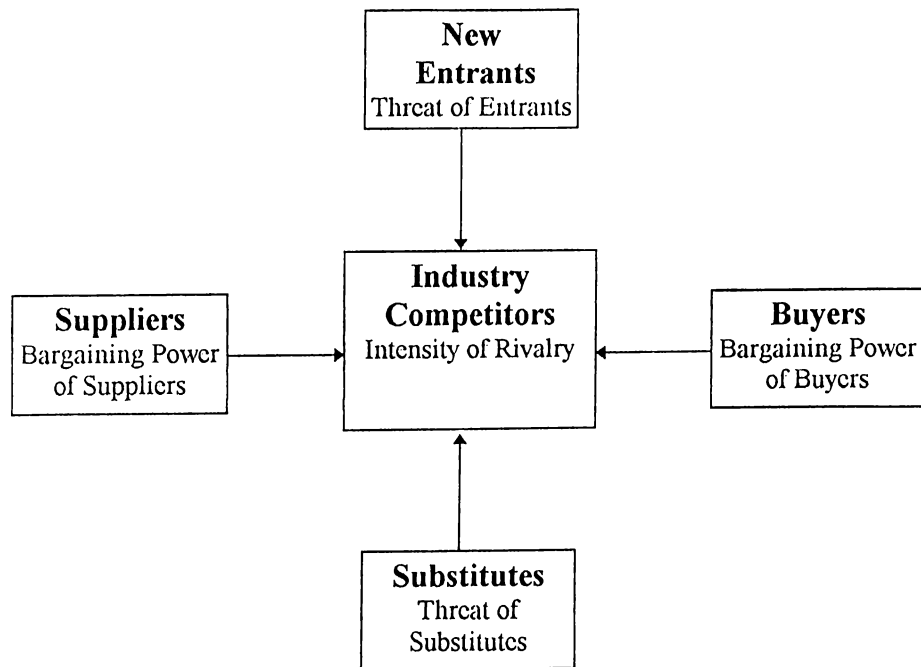 New
Entrants
Threat of Entrants
Industry
Competitors
Intensity of Rivalry
Suppliers
Bargaining Power
of Suppliers
Buyers
Bargaining Power
of Buyers
Substitutes
Threat of
Substitutes